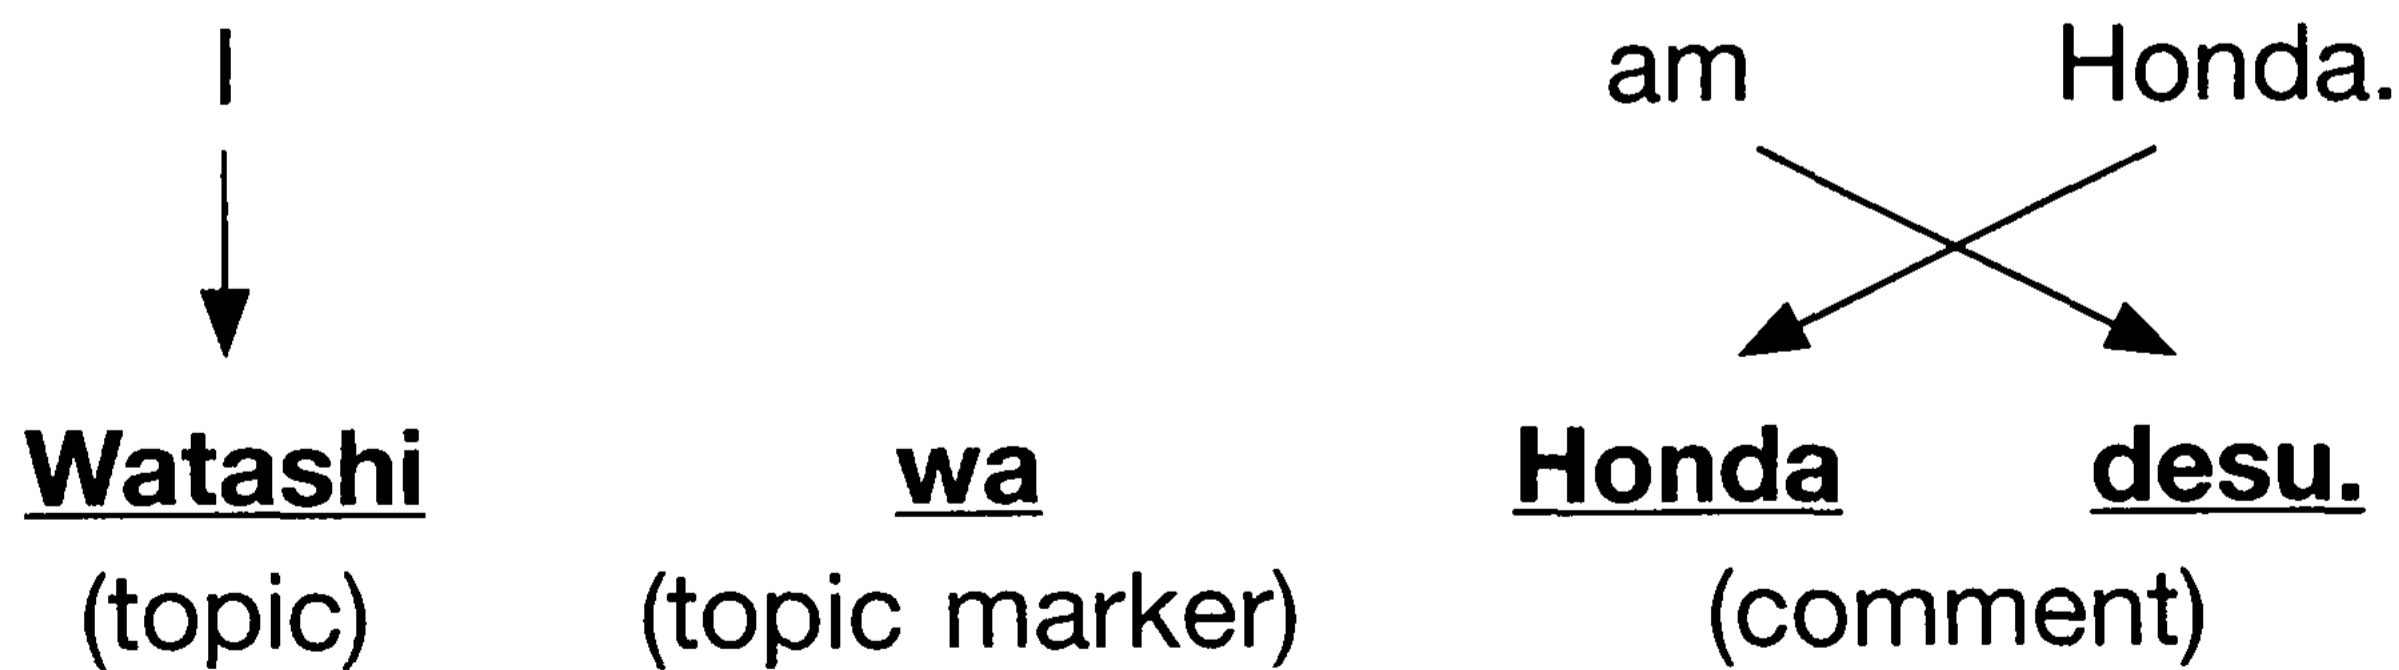 I am Honda.
Watashi wa Honda desu.
(topic) (topic marker) (comment)